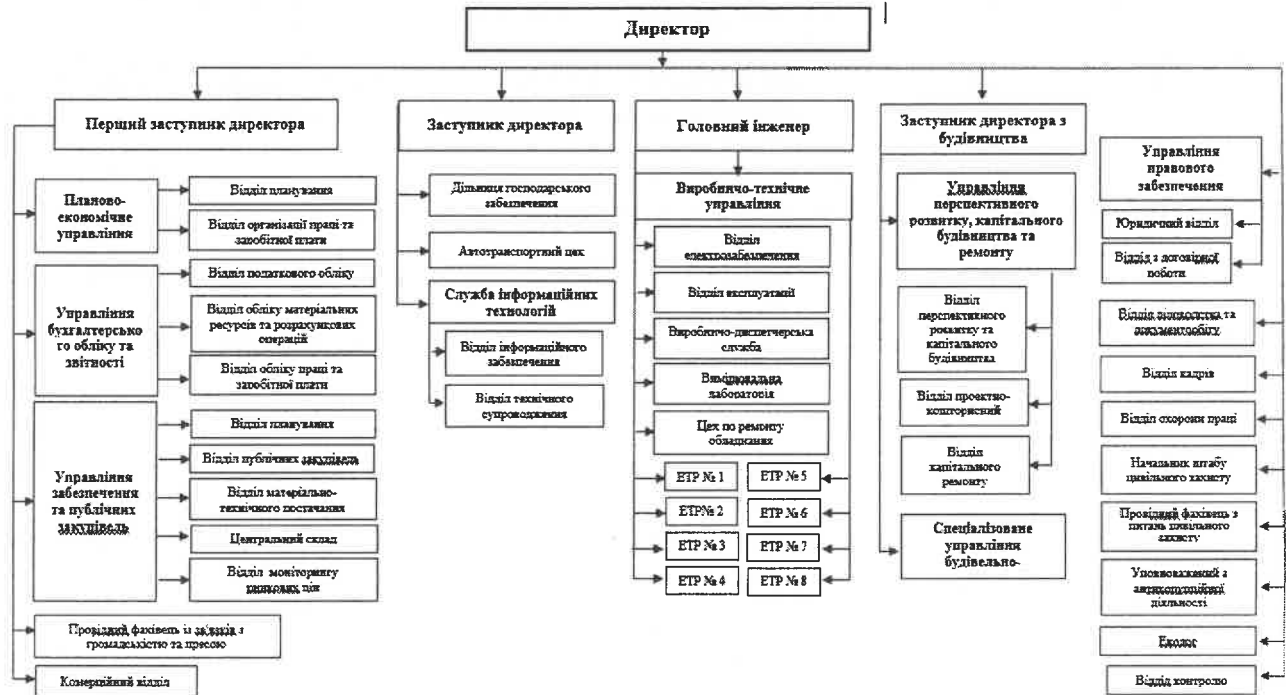 Директор
Перший заступник директора
Планово-
економічне
управління
Відділ планування
Відділ організації праці та
заробітної плати
Управління
бухгалтерсько
го обліку та
звітності
Відділ податкового обліку
Відділ обліку матеріальних
ресурсів та розрахункових
операцій
Відділ обліку праці та
заробітної плати
Управління
забезпечення
та публічних
закупівель
Відділ планування
Відділ публічних закупівель
Відділ матеріально-
технічного постачання
Центральний склад
Відділ моніторингу
ринкових цін
Провідний фахівець із зв'язків з
громадськістю та пресою
Комерційний відділ
Заступник директора
Дільниця господарського
забезпечення
Автотранспортний цех
Служба інформаційних
технологій
Відділ інформаційного
забезпечення
Відділ технічного
супроводження
Головний інженер
Виробничо-технічне
управління
Відділ
електрозабезпечення
Відділ експлуатації
Виробничо-диспетчерська
служба
Вимірювальна
лабораторія
Цех по ремонту
обладнання
ЕТР № 1
ЕТР№ 2
ЕТР № 3
ЕТР № 4
ЕТР № 5
ЕТР № 6
ЕТР № 7
ЕТР № 8
Заступник директора з
будівництва
Управління
перспективного
розвитку, капітального
будівництва та
ремонту
Відділ
перспективного
розвитку та
капітального
будівництва
Відділ проектно-
кошторисний
Відділ
капітального
ремонту
Спеціалізоване
управління
будівельно-
Управління
правового
забезпечення
Юридичний відділ
Відділ з договірної
роботи
Відділ діловодства та
документообігу
Відділ кадрів
Відділ охорони праці
Начальник штабу
цивільного захисту
Провідний фахівець з
питань цивільного
захисту
Уповноважений з
антикорупційної
діяльності
Еколог
Відділ контролю